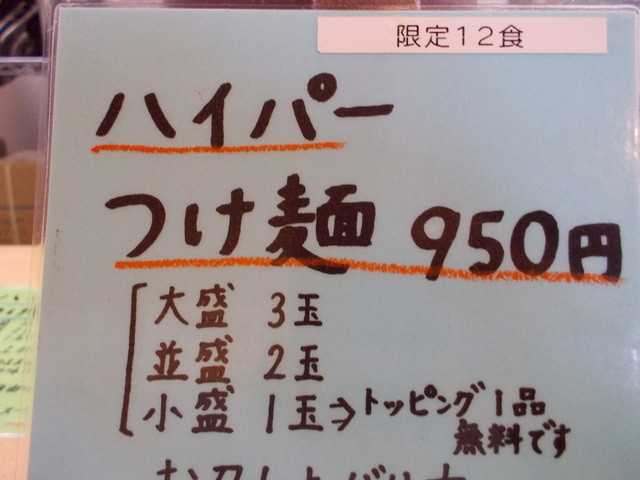 限定12食
ハイパー
つけ麺 950円
大盛 3玉
並盛 2玉
小盛 1玉→トッピング1品
無料です